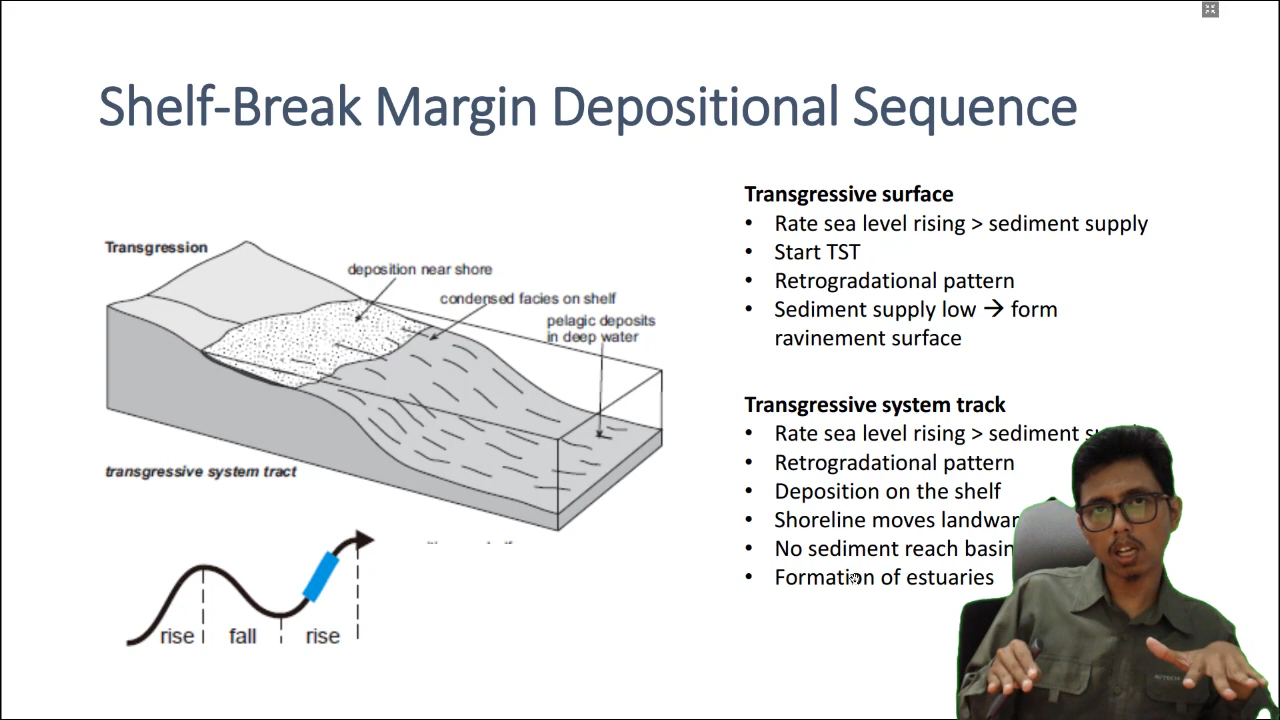 Shelf-Break Margin Depositional Sequence
Transgression
deposition near shore
condensed facies on shelf
pelagic deposits
in deep water
transgressive system tract
rise
fall
rise
Transgressive surface
• Rate sea level rising > sediment supply
• Start TST
• Retrogradational pattern
• Sediment supply low → form
ravinement surface
Transgressive system track
• Rate sea level rising > sediment
• Retrogradational pattern
• Deposition on the shelf
• Shoreline moves
• No sediment reach basin
• Formation of estuaries